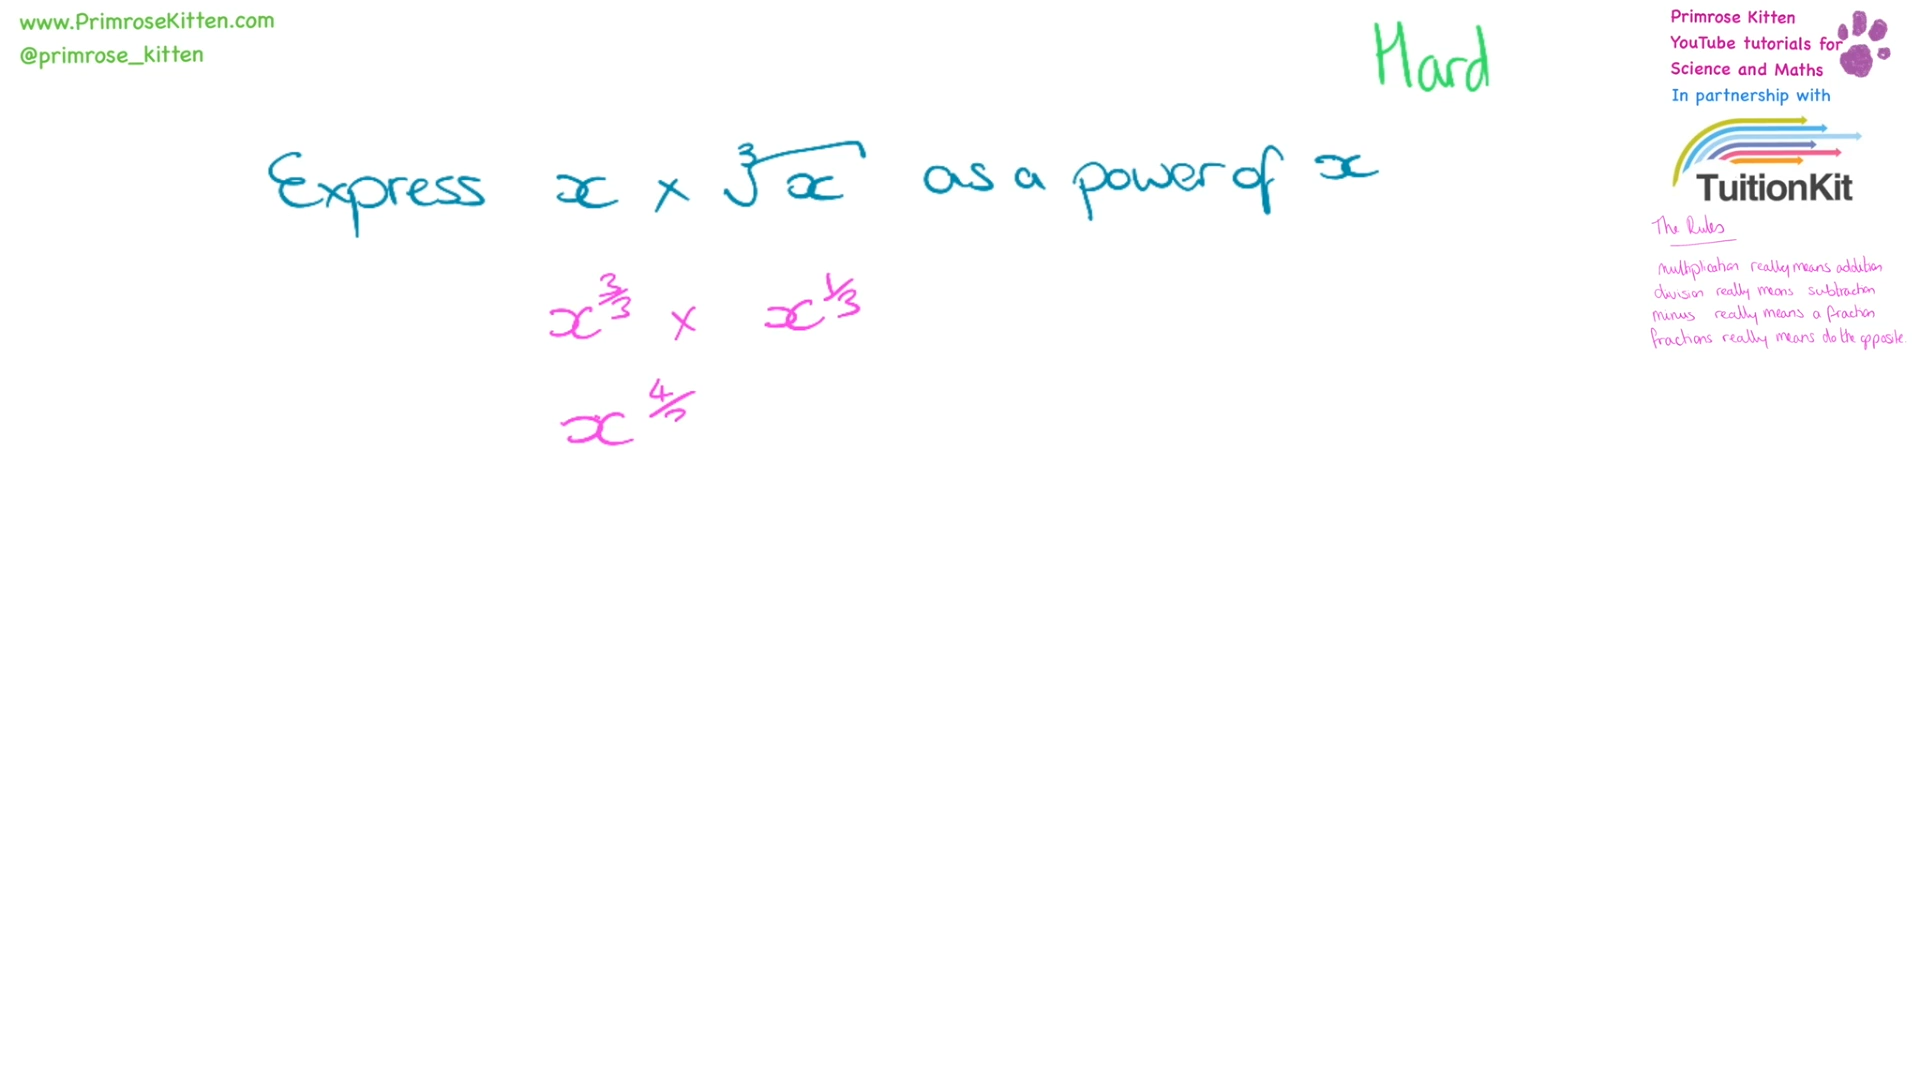 www.PrimroseKitten.com
@primrose_kitten
Hard
Primrose Kitten
YouTube tutorials for
Science and Maths
In partnership with
TuitionKit
Express x × ∛x as a power of x
The Rules
multiplication really means addition
division really means subtraction
minus really means a fraction
fractions really means do the opposite.
x^3/3 × x^1/3
x^4/